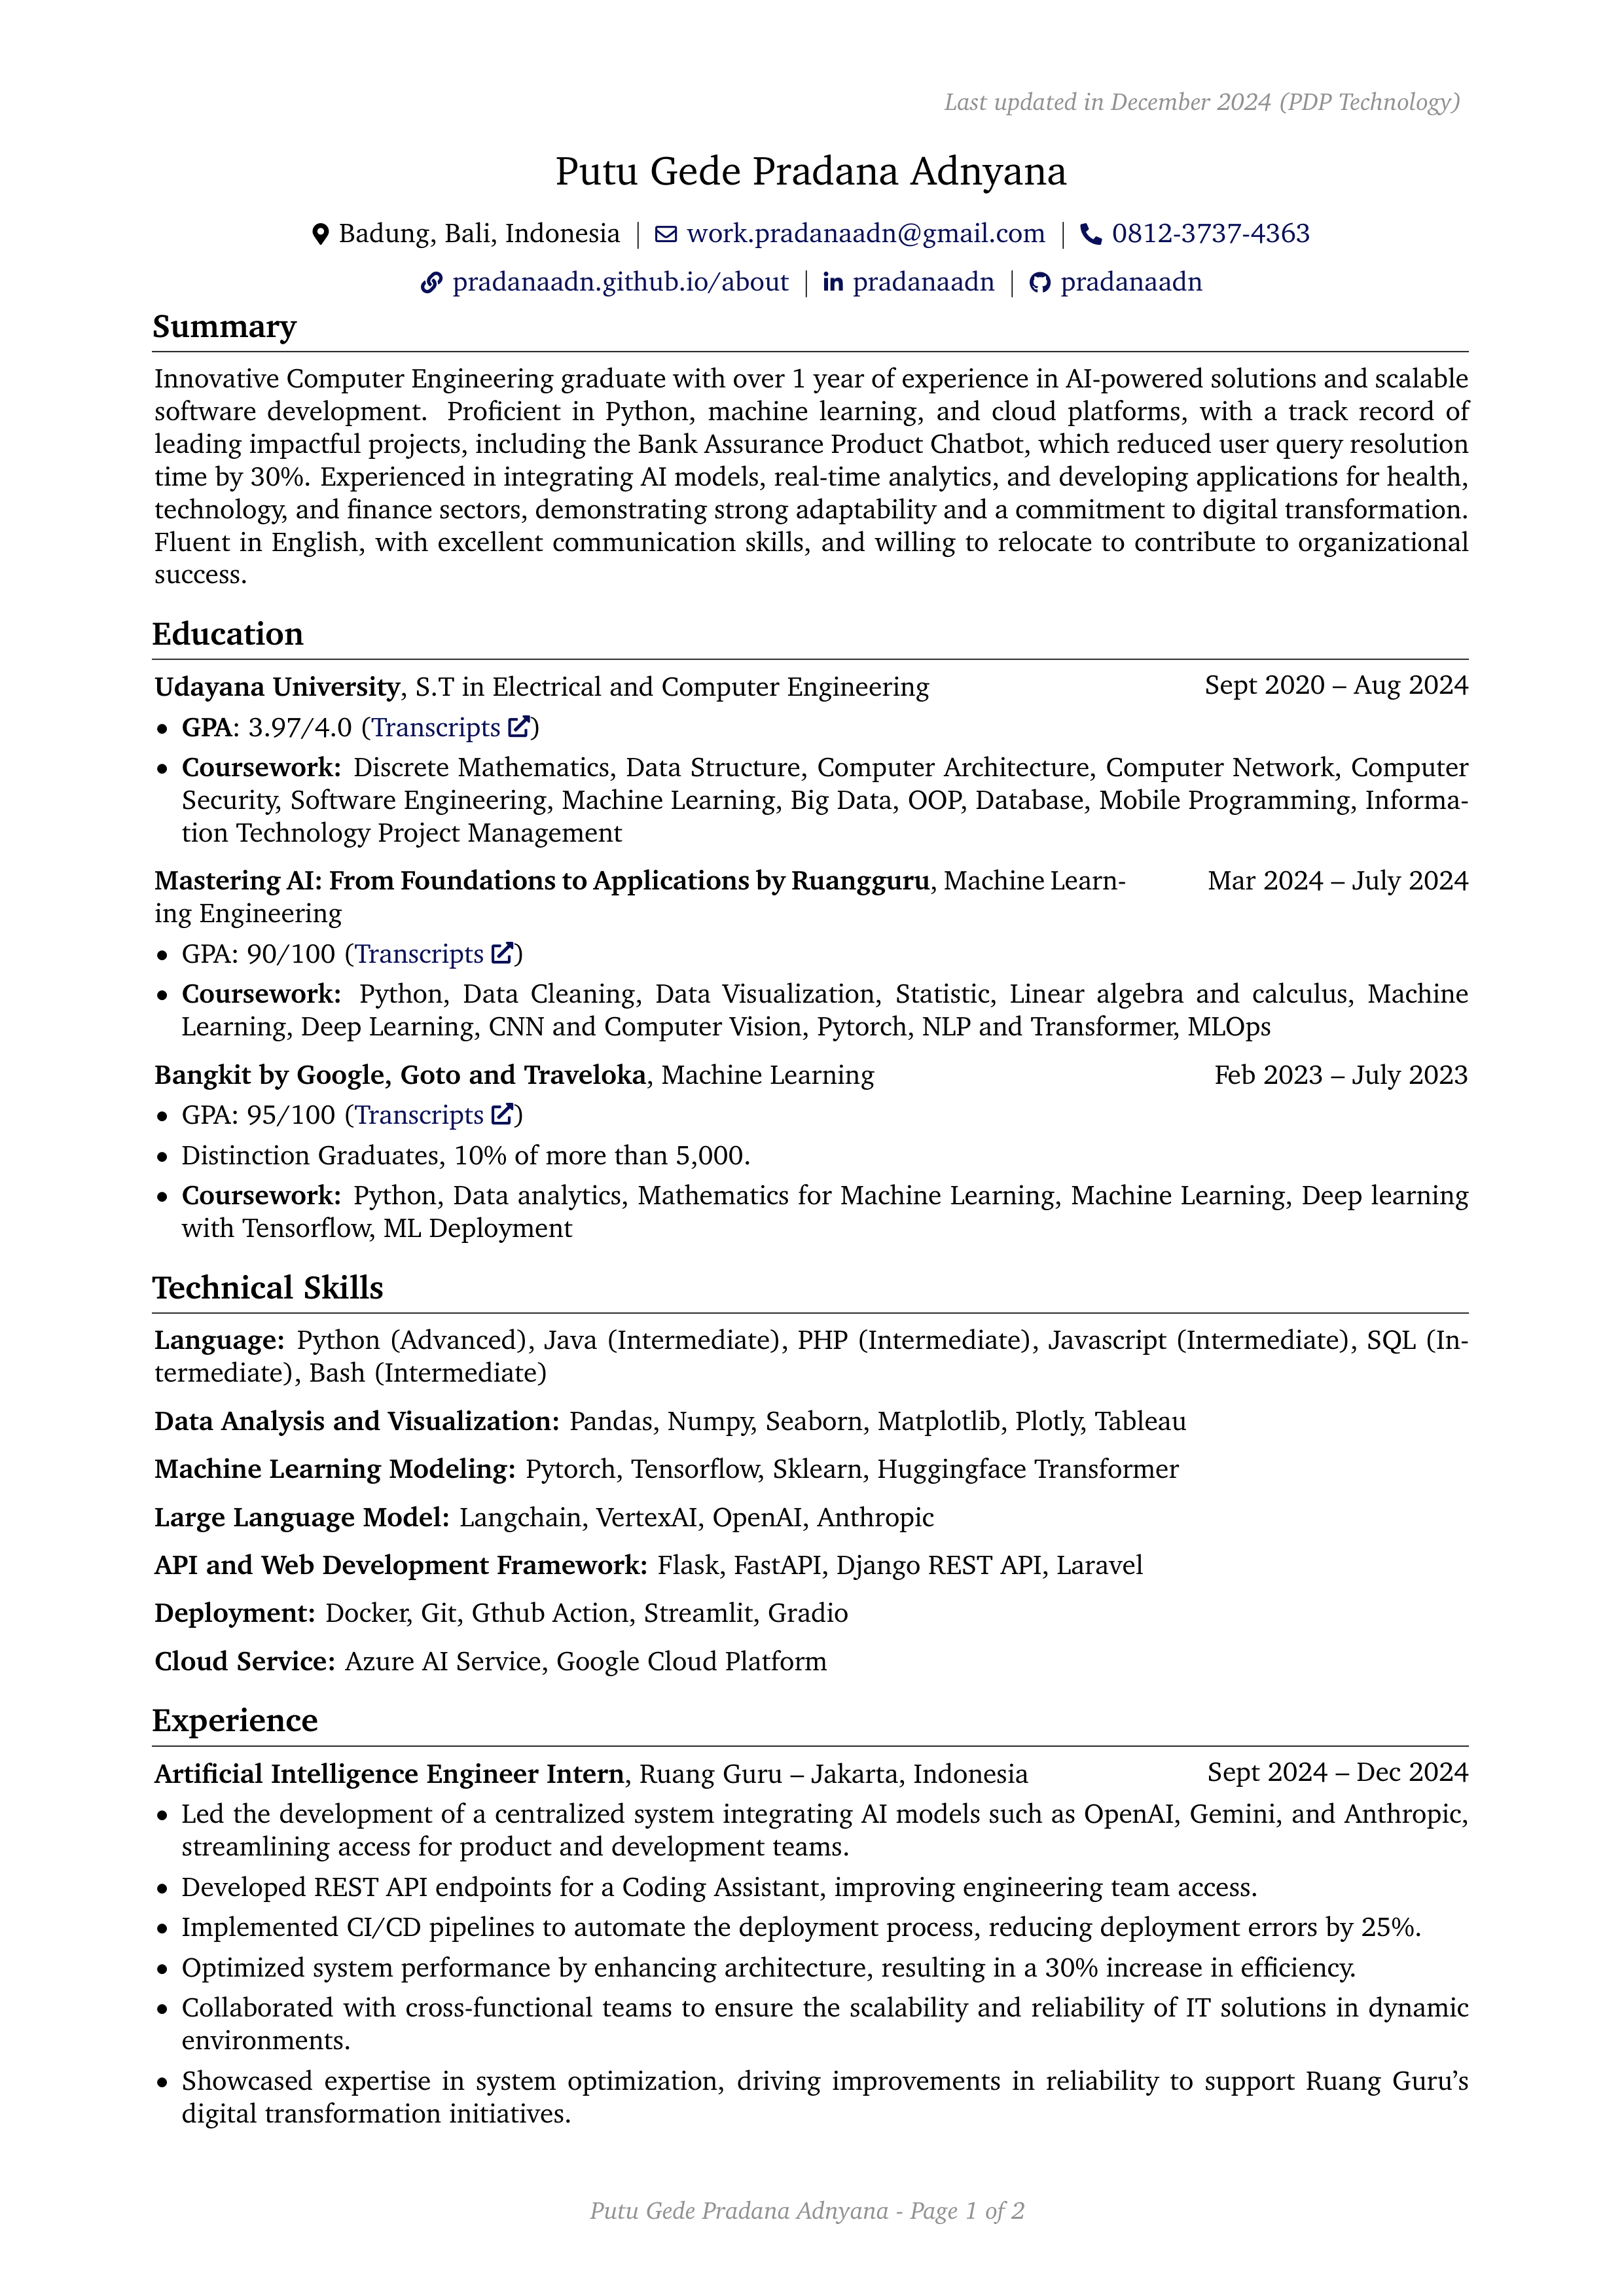 Last updated in December 2024 (PDP Technology)
Putu Gede Pradana Adnyana
Badung, Bali, Indonesia | work.pradanaadn@gmail.com | 0812-3737-4363
pradanaadn.github.io/about | pradanaadn | pradanaadn
Summary
Innovative Computer Engineering graduate with over 1 year of experience in AI-powered solutions and scalable
software development. Proficient in Python, machine learning, and cloud platforms, with a track record of
leading impactful projects, including the Bank Assurance Product Chatbot, which reduced user query resolution
time by 30%. Experienced in integrating AI models, real-time analytics, and developing applications for health,
technology, and finance sectors, demonstrating strong adaptability and a commitment to digital transformation.
Fluent in English, with excellent communication skills, and willing to relocate to contribute to organizational
success.
Education
Udayana University, S.T in Electrical and Computer Engineering Sept 2020 – Aug 2024
• GPA: 3.97/4.0 (Transcripts)
• Coursework: Discrete Mathematics, Data Structure, Computer Architecture, Computer Network, Computer
Security, Software Engineering, Machine Learning, Big Data, OOP, Database, Mobile Programming, Informa-
tion Technology Project Management
Mastering AI: From Foundations to Applications by Ruangguru, Machine Learn- Mar 2024 – July 2024
ing Engineering
• GPA: 90/100 (Transcripts)
• Coursework: Python, Data Cleaning, Data Visualization, Statistic, Linear algebra and calculus, Machine
Learning, Deep Learning, CNN and Computer Vision, Pytorch, NLP and Transformer, MLOps
Bangkit by Google, Goto and Traveloka, Machine Learning Feb 2023 – July 2023
• GPA: 95/100 (Transcripts)
• Distinction Graduates, 10% of more than 5,000.
• Coursework: Python, Data analytics, Mathematics for Machine Learning, Machine Learning, Deep learning
with Tensorflow, ML Deployment
Technical Skills
Language: Python (Advanced), Java (Intermediate), PHP (Intermediate), Javascript (Intermediate), SQL (In-
termediate), Bash (Intermediate)
Data Analysis and Visualization: Pandas, Numpy, Seaborn, Matplotlib, Plotly, Tableau
Machine Learning Modeling: Pytorch, Tensorflow, Sklearn, Huggingface Transformer
Large Language Model: Langchain, VertexAI, OpenAI, Anthropic
API and Web Development Framework: Flask, FastAPI, Django REST API, Laravel
Deployment: Docker, Git, Gthub Action, Streamlit, Gradio
Cloud Service: Azure AI Service, Google Cloud Platform
Experience
Artificial Intelligence Engineer Intern, Ruang Guru – Jakarta, Indonesia Sept 2024 – Dec 2024
• Led the development of a centralized system integrating AI models such as OpenAI, Gemini, and Anthropic,
streamlining access for product and development teams.
• Developed REST API endpoints for a Coding Assistant, improving engineering team access.
• Implemented CI/CD pipelines to automate the deployment process, reducing deployment errors by 25%.
• Optimized system performance by enhancing architecture, resulting in a 30% increase in efficiency.
• Collaborated with cross-functional teams to ensure the scalability and reliability of IT solutions in dynamic
environments.
• Showcased expertise in system optimization, driving improvements in reliability to support Ruang Guru's
digital transformation initiatives.
Putu Gede Pradana Adnyana - Page 1 of 2